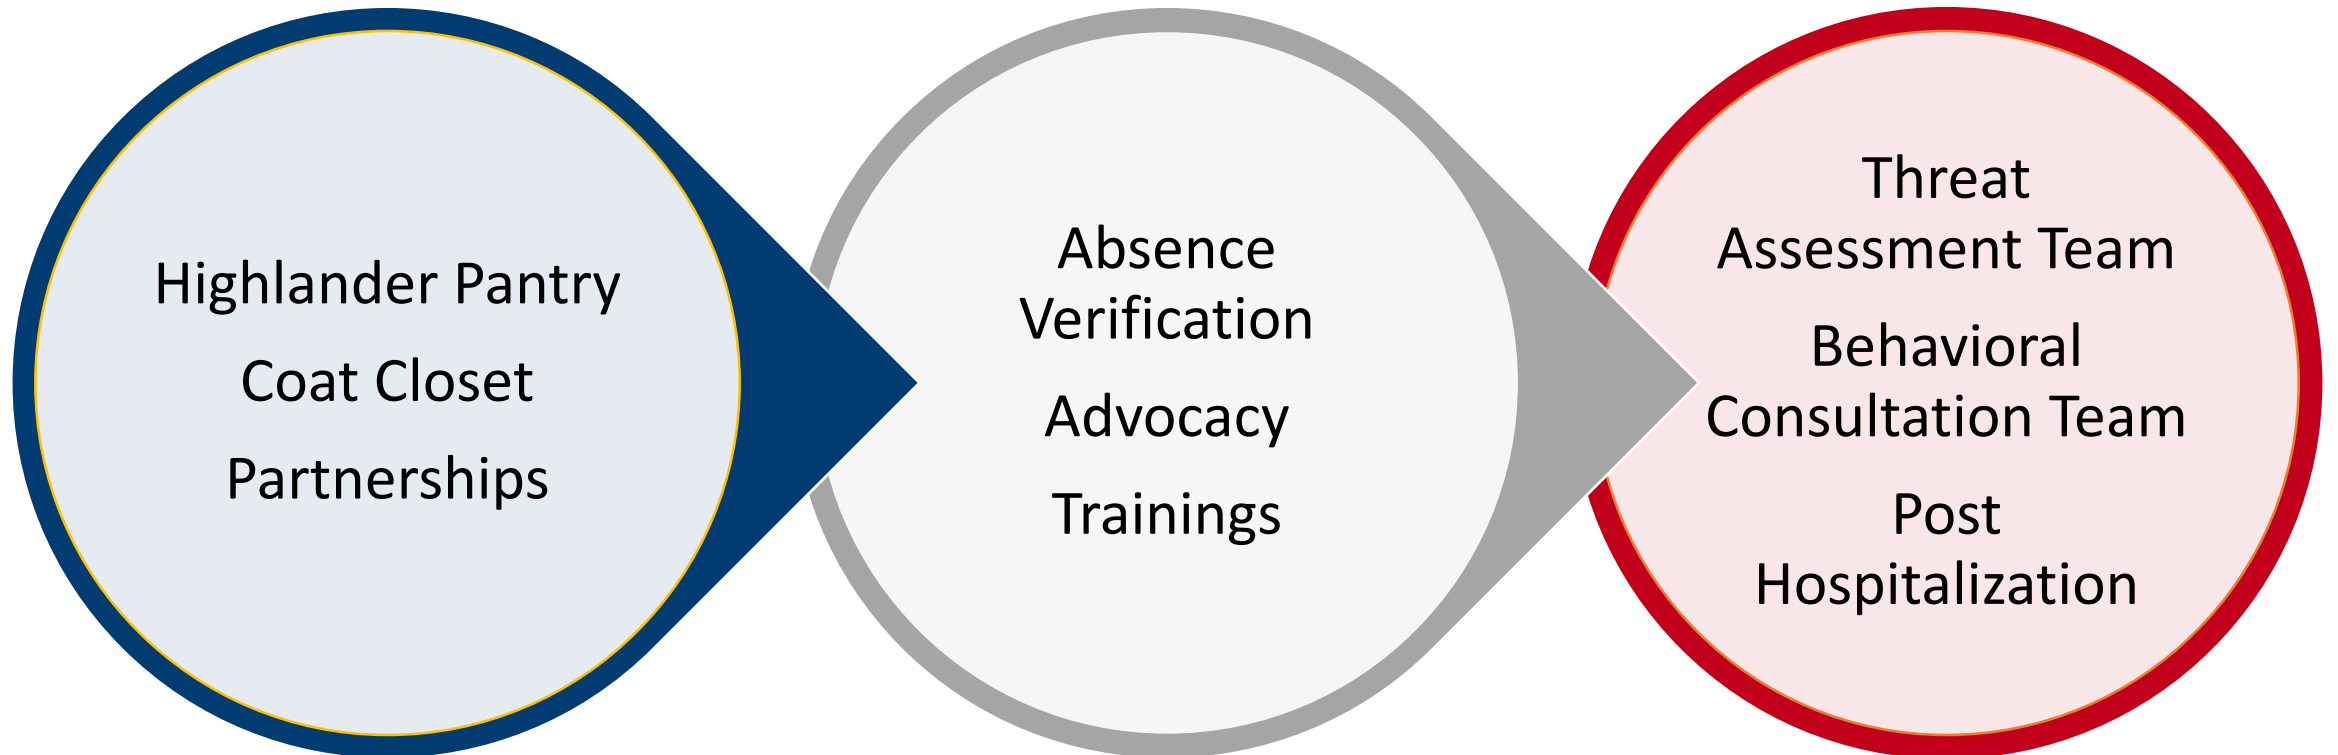 Highlander Pantry
Coat Closet
Partnerships
Absence
Verification
Advocacy
Trainings
Threat
Assessment Team
Behavioral
Consultation Team
Post
Hospitalization